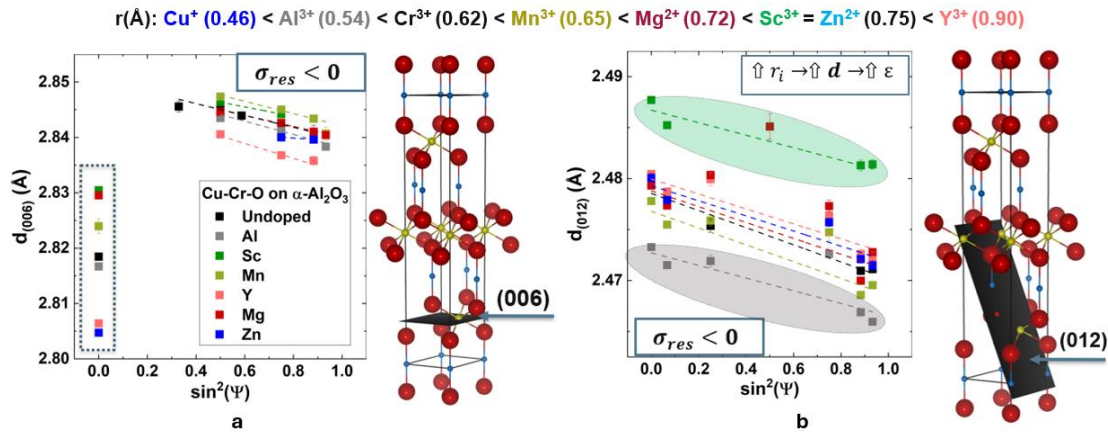 r(Å): Cu⁺ (0.46) < Al³⁺ (0.54) < Cr³⁺ (0.62) < Mn³⁺ (0.65) < Mg²⁺ (0.72) < Sc³⁺ = Zn²⁺ (0.75) < Y³⁺ (0.90)
σ_res < 0
d(006) (Å)
2.85
2.84
2.83
2.82
2.81
2.80
Cu-Cr-O on α-Al₂O₃
Undoped
Al
Sc
Mn
Y
Mg
Zn
0.0 0.2 0.4 0.6 0.8 1.0
sin²(Ψ)
(006)
a
⇧ rᵢ →⇧ d →⇧ ε
d(012) (Å)
2.49
2.48
2.47
σ_res < 0
0.0 0.2 0.4 0.6 0.8 1.0
sin²(Ψ)
(012)
b